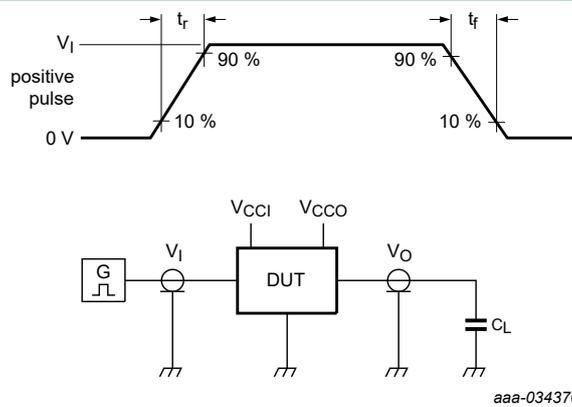 tr
tf
VI
90 %
90 %
positive
pulse
10 %
10 %
0 V
VCCI
VCCO
VI
VO
G
DUT
CL